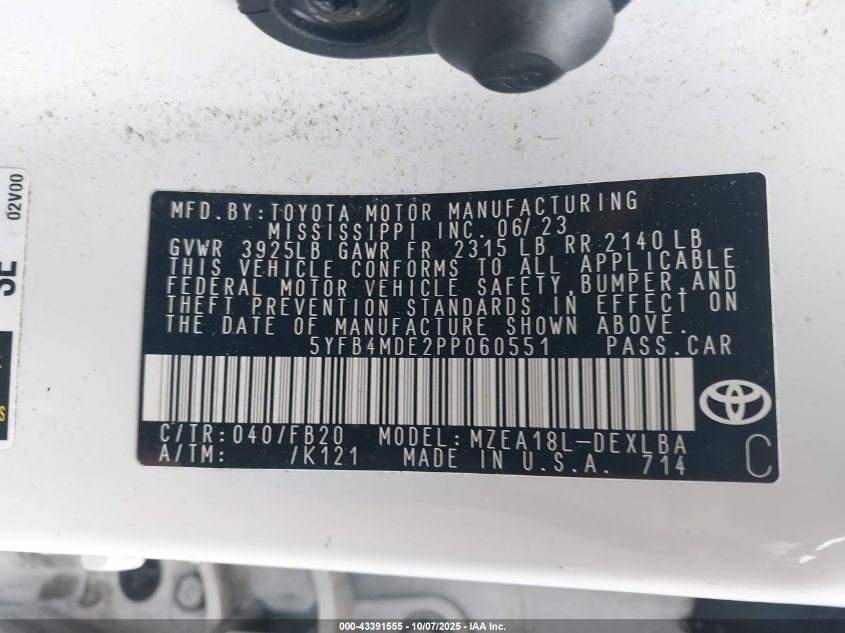 MFD.BY:TOYOTA MOTOR MANUFACTURING
MISSISSIPPI INC. 06/23
GVWR 3925LB GAWR FR 2315 LB RR 2140 LB
THIS VEHICLE CONFORMS TO ALL APPLICABLE
FEDERAL MOTOR VEHICLE SAFETY,BUMPER,AND
THEFT PREVENTION STANDARDS IN EFFECT ON
THE DATE OF MANUFACTURE SHOWN ABOVE.
5YFB4MDE2PP060551 PASS.CAR
C/TR:040/FB20 MODEL:MZEA18L-DEXLBA
A/TM: /K121 MADE IN U.S.A. 714
C
02V00
SE
000-43391555 - 10/07/2025 - IAA Inc.